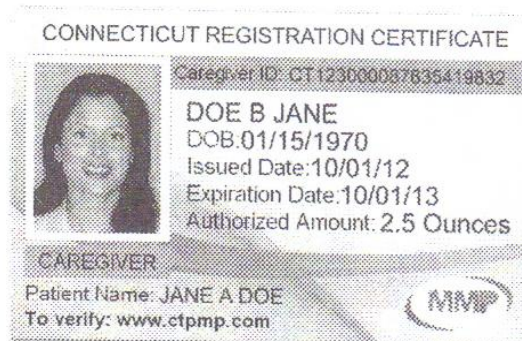 CONNECTICUT REGISTRATION CERTIFICATE
Caregiver ID: CT123000087635419832
DOE B JANE
DOB:01/15/1970
Issued Date:10/01/12
Expiration Date:10/01/13
Authorized Amount: 2.5 Ounces
CAREGIVER
Patient Name: JANE A DOE
To verify: www.ctpmp.com
MMP